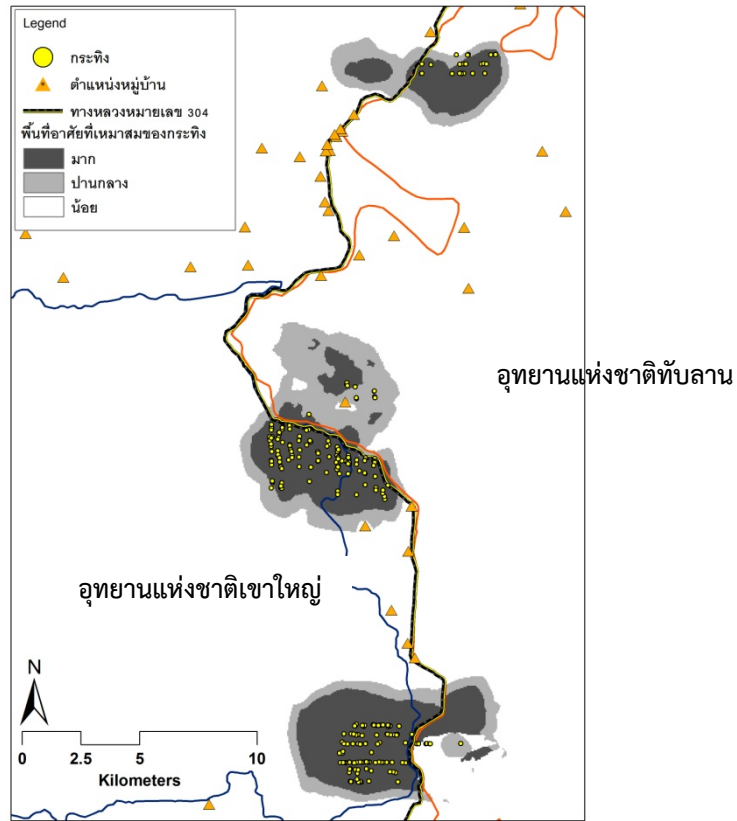 Legend
กระทิง
ตำแหน่งหมู่บ้าน
ทางหลวงหมายเลข 304
พื้นที่อาศัยที่เหมาสมของกระทิง
มาก
ปานกลาง
น้อย
อุทยานแห่งชาติทับลาน
อุทยานแห่งชาติเขาใหญ่
N
0 2.5 5 10
Kilometers